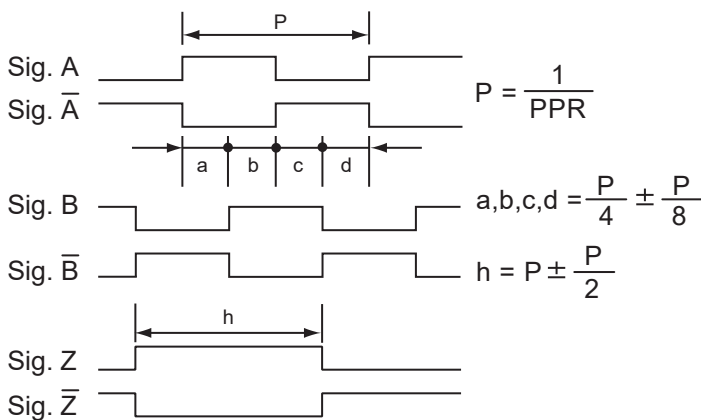 P
Sig. A
Sig. A̅
P = 1/PPR
a b c d
Sig. B
a,b,c,d = P/4 ± P/8
Sig. B̅
h = P ± P/2
h
Sig. Z
Sig. Z̅